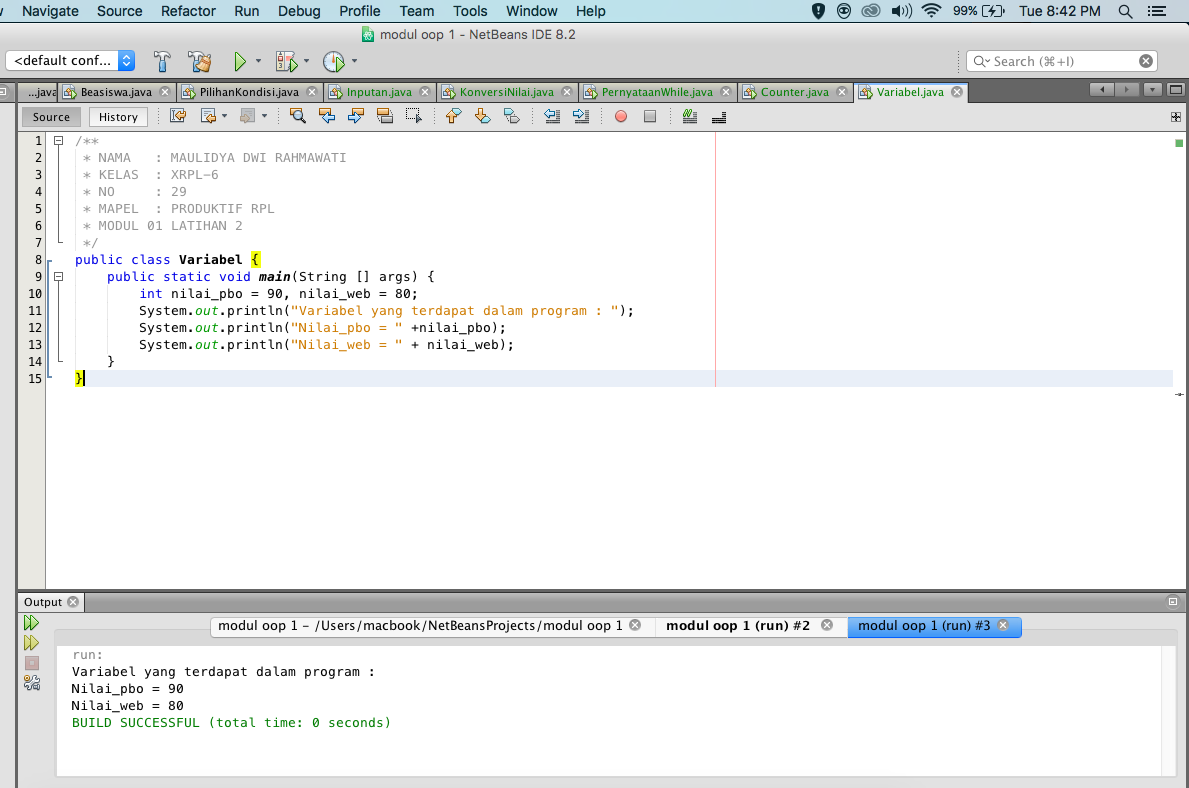 Navigate Source Refactor Run Debug Profile Team Tools Window Help 99% Tue 8:42 PM
modul oop 1 - NetBeans IDE 8.2
<default conf... Search (⌘+I)
...java Beasiswa.java PilihanKondisi.java Inputan.java KonversiNilai.java PernyataanWhile.java Counter.java Variabel.java
Source History
1 /**
2 * NAMA : MAULIDYA DWI RAHMAWATI
3 * KELAS : XRPL-6
4 * NO : 29
5 * MAPEL : PRODUKTIF RPL
6 * MODUL 01 LATIHAN 2
7 */
8 public class Variabel {
9 public static void main(String [] args) {
10 int nilai_pbo = 90, nilai_web = 80;
11 System.out.println("Variabel yang terdapat dalam program : ");
12 System.out.println("Nilai_pbo = " +nilai_pbo);
13 System.out.println("Nilai_web = " + nilai_web);
14 }
15 }
Output
modul oop 1 - /Users/macbook/NetBeansProjects/modul oop 1 modul oop 1 (run) #2 modul oop 1 (run) #3
run:
Variabel yang terdapat dalam program :
Nilai_pbo = 90
Nilai_web = 80
BUILD SUCCESSFUL (total time: 0 seconds)